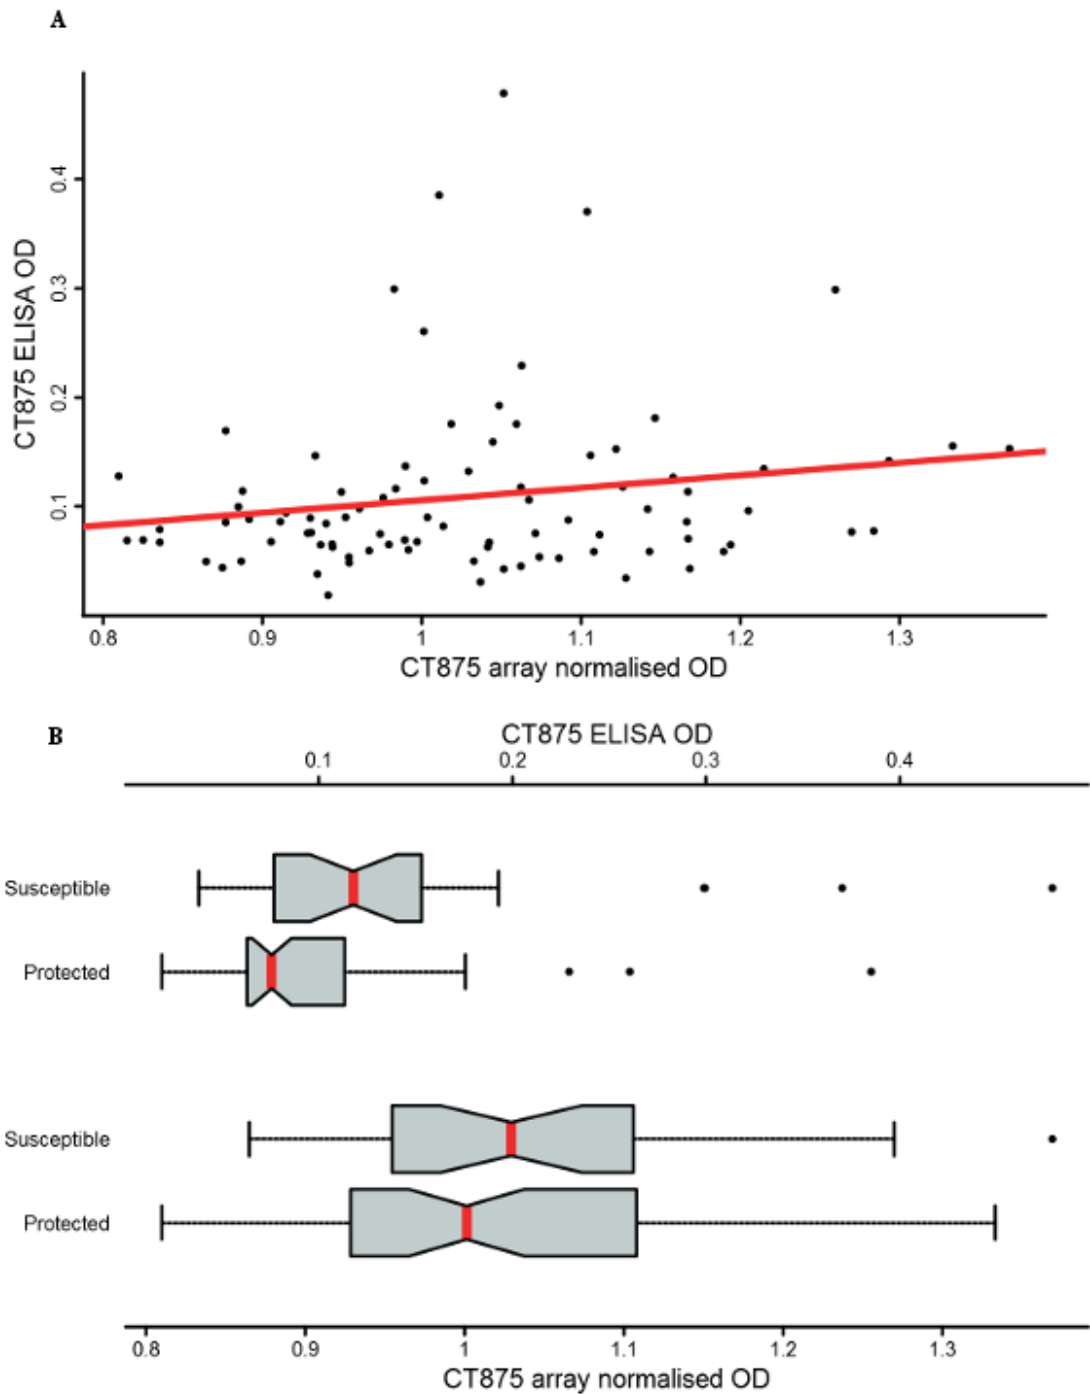 A
CT875 ELISA OD
0.4
0.3
0.2
0.1
0.8 0.9 1 1.1 1.2 1.3
CT875 array normalised OD
B
CT875 ELISA OD
0.1 0.2 0.3 0.4
Susceptible
Protected
Susceptible
Protected
0.8 0.9 1 1.1 1.2 1.3
CT875 array normalised OD